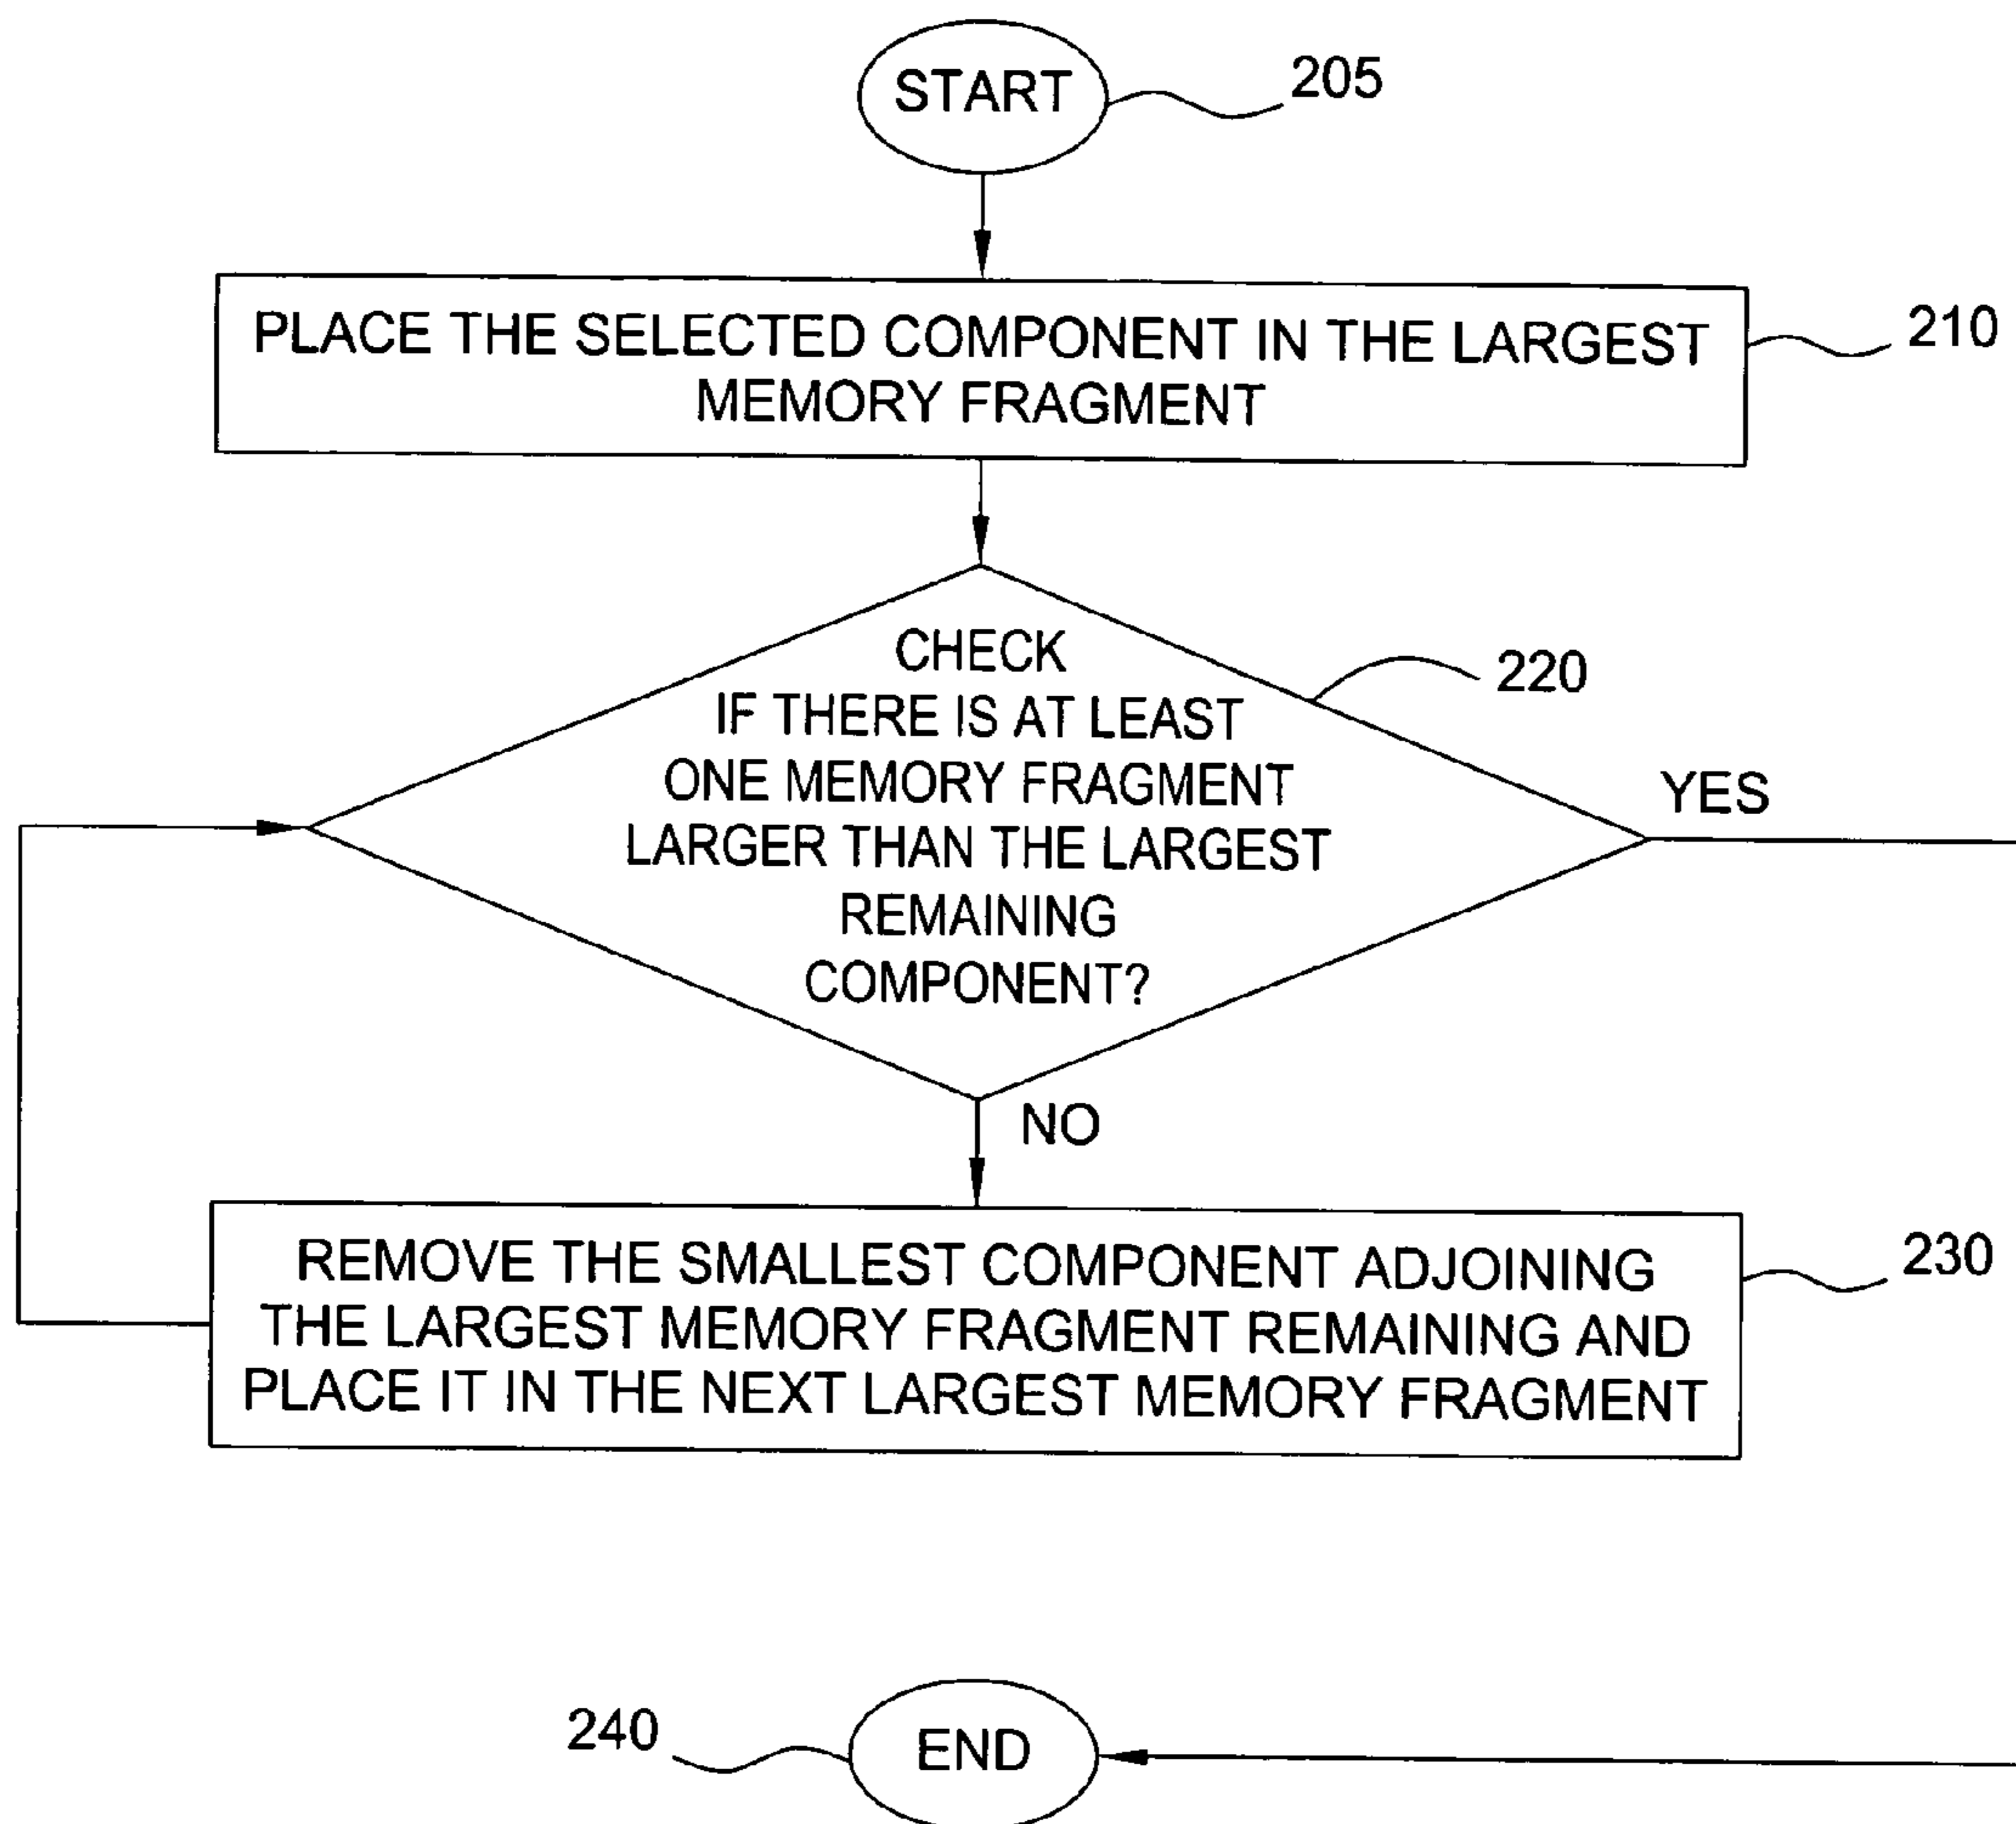 START
205
PLACE THE SELECTED COMPONENT IN THE LARGEST
MEMORY FRAGMENT
210
CHECK
IF THERE IS AT LEAST
ONE MEMORY FRAGMENT
LARGER THAN THE LARGEST
REMAINING
COMPONENT?
220
YES
NO
REMOVE THE SMALLEST COMPONENT ADJOINING
THE LARGEST MEMORY FRAGMENT REMAINING AND
PLACE IT IN THE NEXT LARGEST MEMORY FRAGMENT
230
240
END